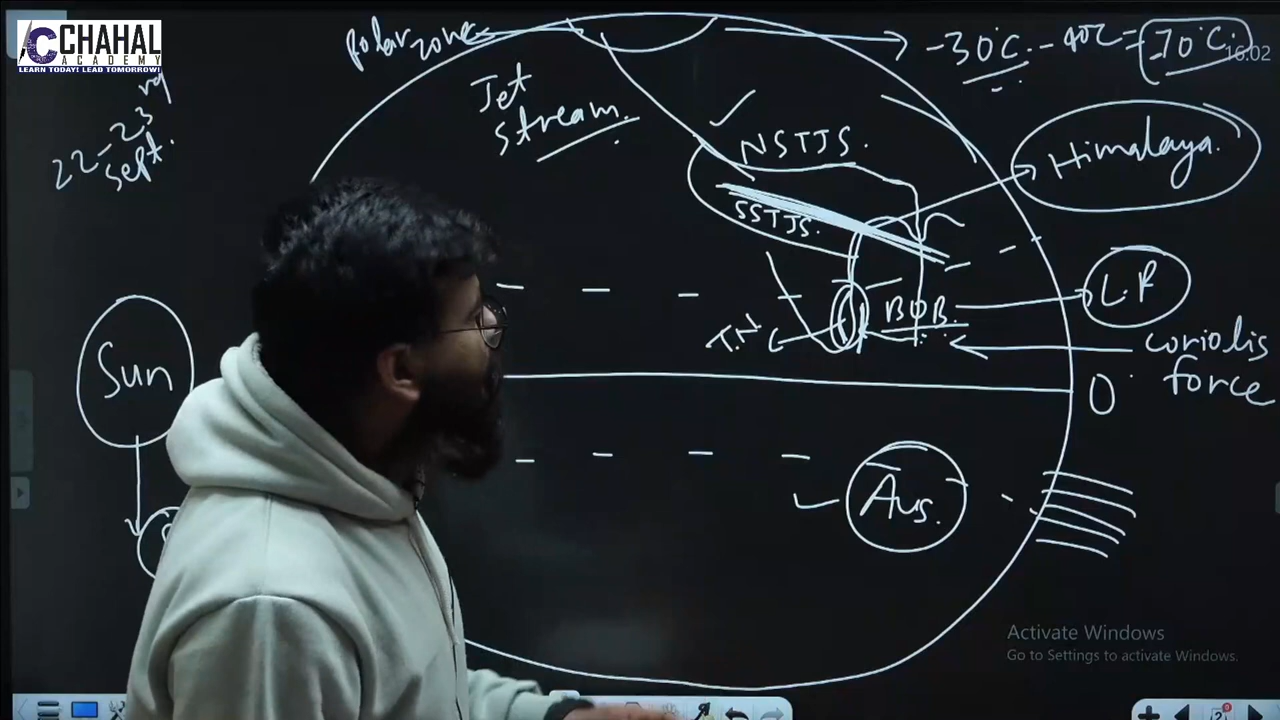 CHAHAL
ACADEMY
LEARN TODAY! LEAD TOMORROW!
polar zone
-30°C. - 40°C = -70°C.
16.02
Jet
stream.
22-23rd
sept.
NSTJS.
Himalaya.
SSTJS.
Sun
T.N
B.O.B.
L.P
coriolis
force
0
Aus.
Activate Windows
Go to Settings to activate Windows.